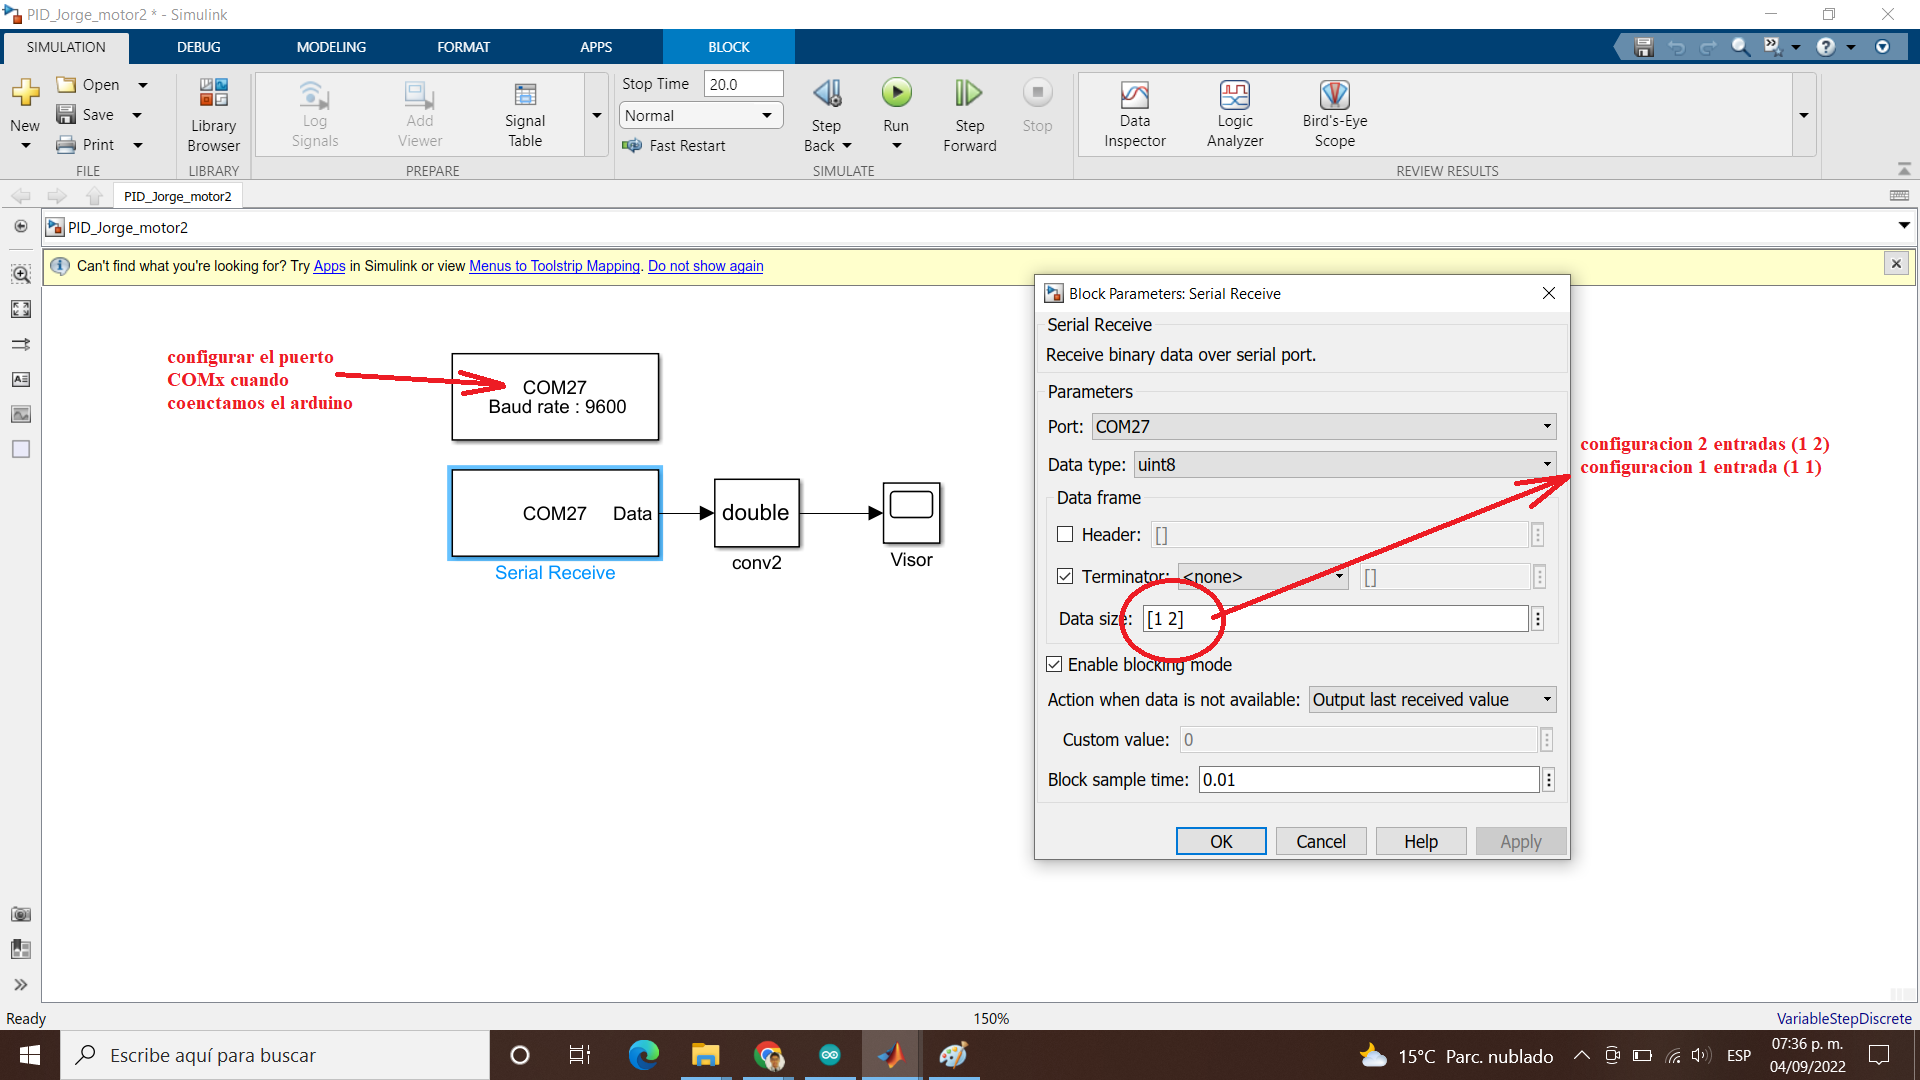 PID_Jorge_motor2 * - Simulink
SIMULATION DEBUG MODELING FORMAT APPS BLOCK
New
Open
Save
Print
FILE
Library
Browser
LIBRARY
Log
Signals
Add
Viewer
Signal
Table
PREPARE
Stop Time 20.0
Normal
Fast Restart
Step
Back
Run
Step
Forward
Stop
SIMULATE
Data
Inspector
Logic
Analyzer
Bird's-Eye
Scope
REVIEW RESULTS
PID_Jorge_motor2
PID_Jorge_motor2
Can't find what you're looking for? Try Apps in Simulink or view Menus to Toolstrip Mapping. Do not show again
configurar el puerto
COMx cuando
coenctamos el arduino
COM27
Baud rate : 9600
COM27 Data
Serial Receive
double
conv2
Visor
Block Parameters: Serial Receive
Serial Receive
Receive binary data over serial port.
Parameters
Port: COM27
Data type: uint8
Data frame
Header: []
Terminator: <none> []
Data size: [1 2]
Enable blocking mode
Action when data is not available: Output last received value
Custom value: 0
Block sample time: 0.01
OK Cancel Help Apply
configuracion 2 entradas (1 2)
configuracion 1 entrada (1 1)
Ready 150% VariableStepDiscrete
Escribe aquí para buscar
15°C Parc. nublado
ESP
07:36 p. m.
04/09/2022